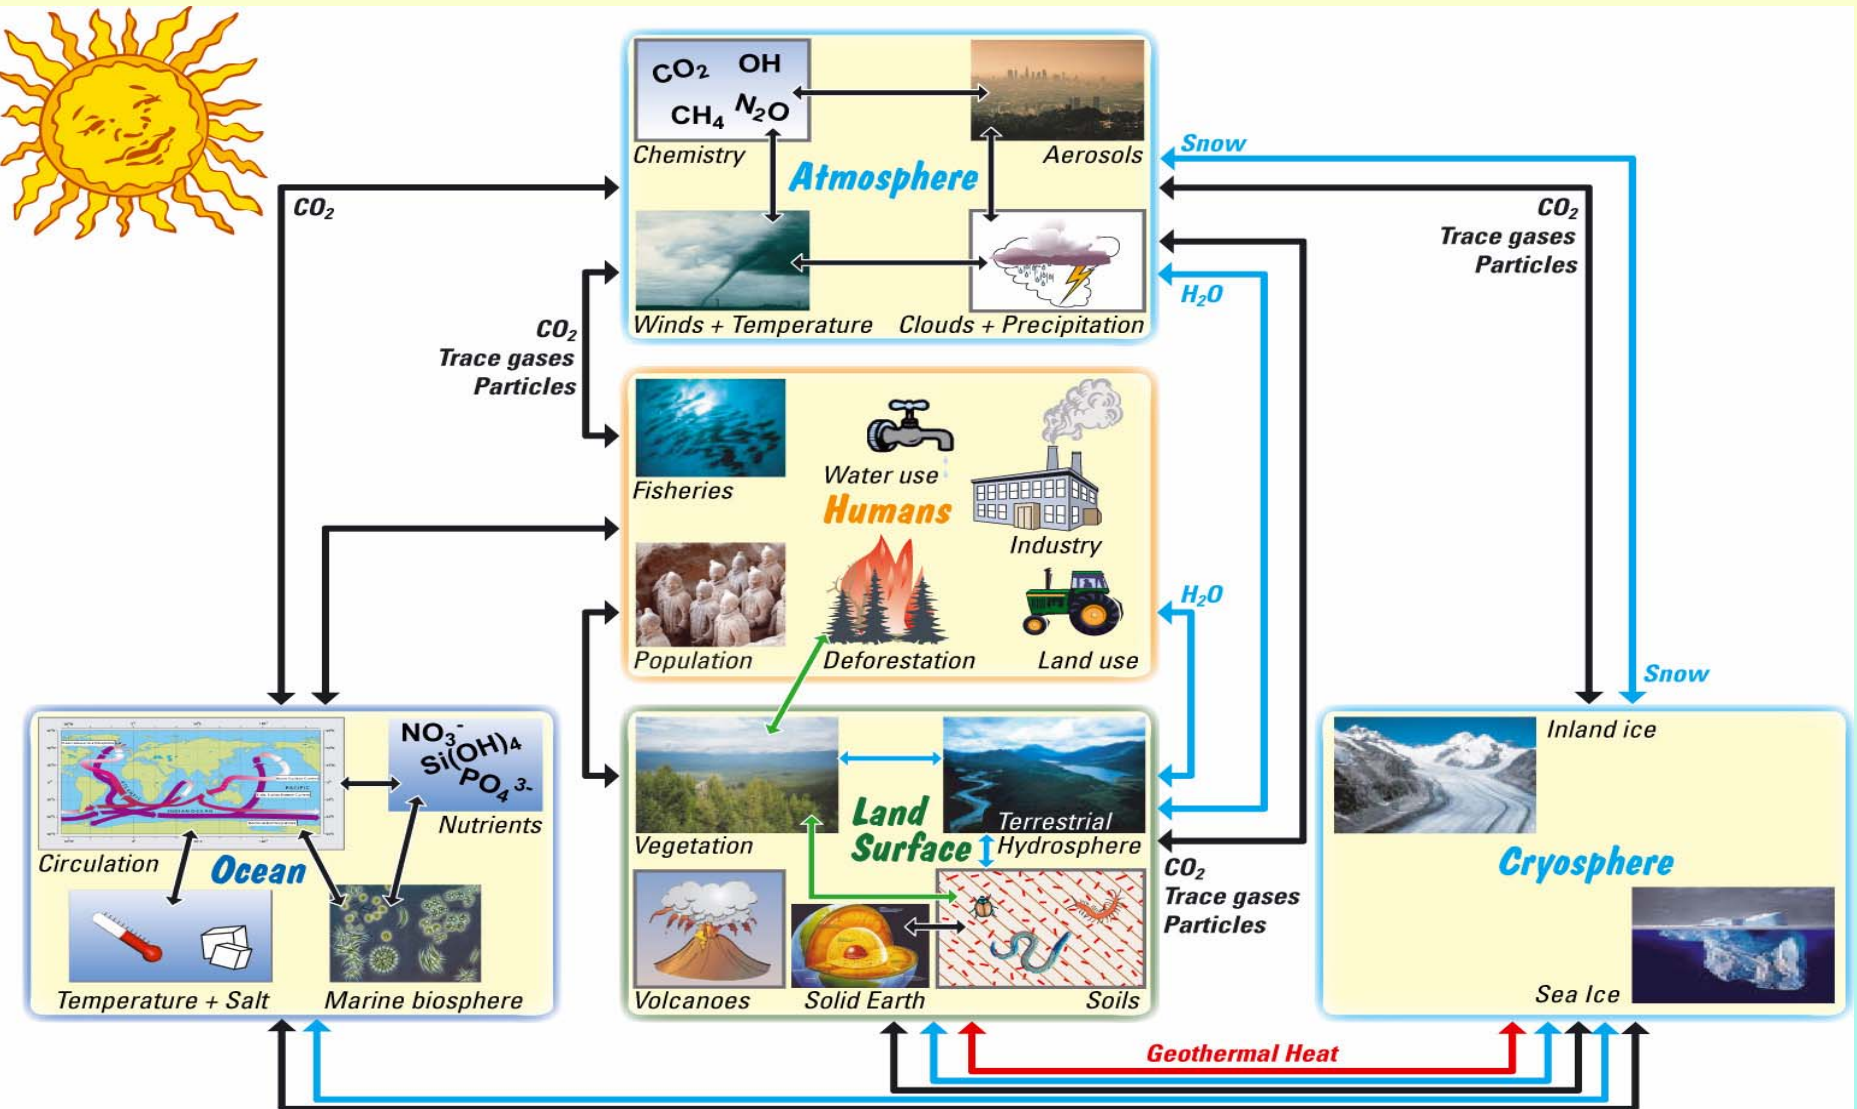 CO₂
OH
CH₄
N₂O
Chemistry
Aerosols
Atmosphere
Winds + Temperature
Clouds + Precipitation
CO₂
CO₂
Trace gases
Particles
Snow
H₂O
CO₂
Trace gases
Particles
Fisheries
Water use
Humans
Industry
Population
Deforestation
Land use
H₂O
Snow
NO₃⁻
Si(OH)₄
PO₄³⁻
Nutrients
Circulation
Ocean
Temperature + Salt
Marine biosphere
Vegetation
Land
Surface
Terrestrial
Hydrosphere
Volcanoes
Solid Earth
Soils
CO₂
Trace gases
Particles
Inland ice
Cryosphere
Sea Ice
Geothermal Heat